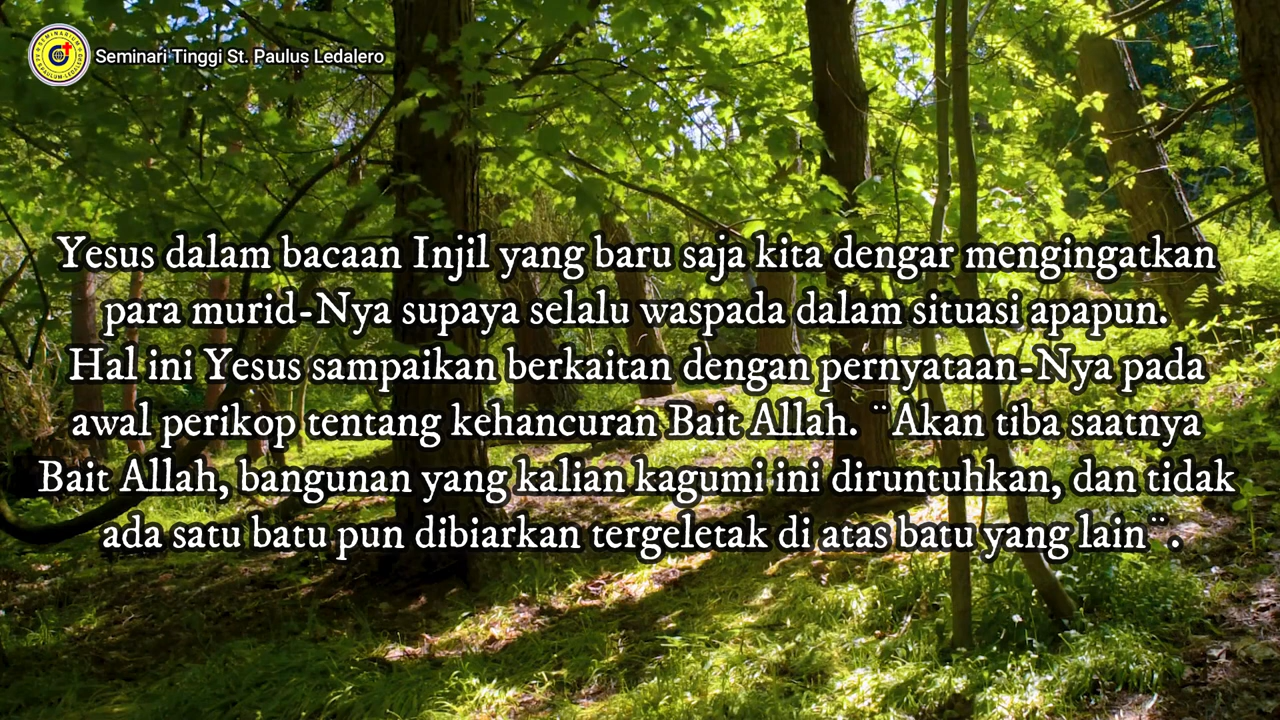 Seminari Tinggi St. Paulus Ledalero
Yesus dalam bacaan Injil yang baru saja kita dengar mengingatkan
para murid-Nya supaya selalu waspada dalam situasi apapun.
Hal ini Yesus sampaikan berkaitan dengan pernyataan-Nya pada
awal perikop tentang kehancuran Bait Allah. ¨Akan tiba saatnya
Bait Allah, bangunan yang kalian kagumi ini diruntuhkan, dan tidak
ada satu batu pun dibiarkan tergeletak di atas batu yang lain¨.